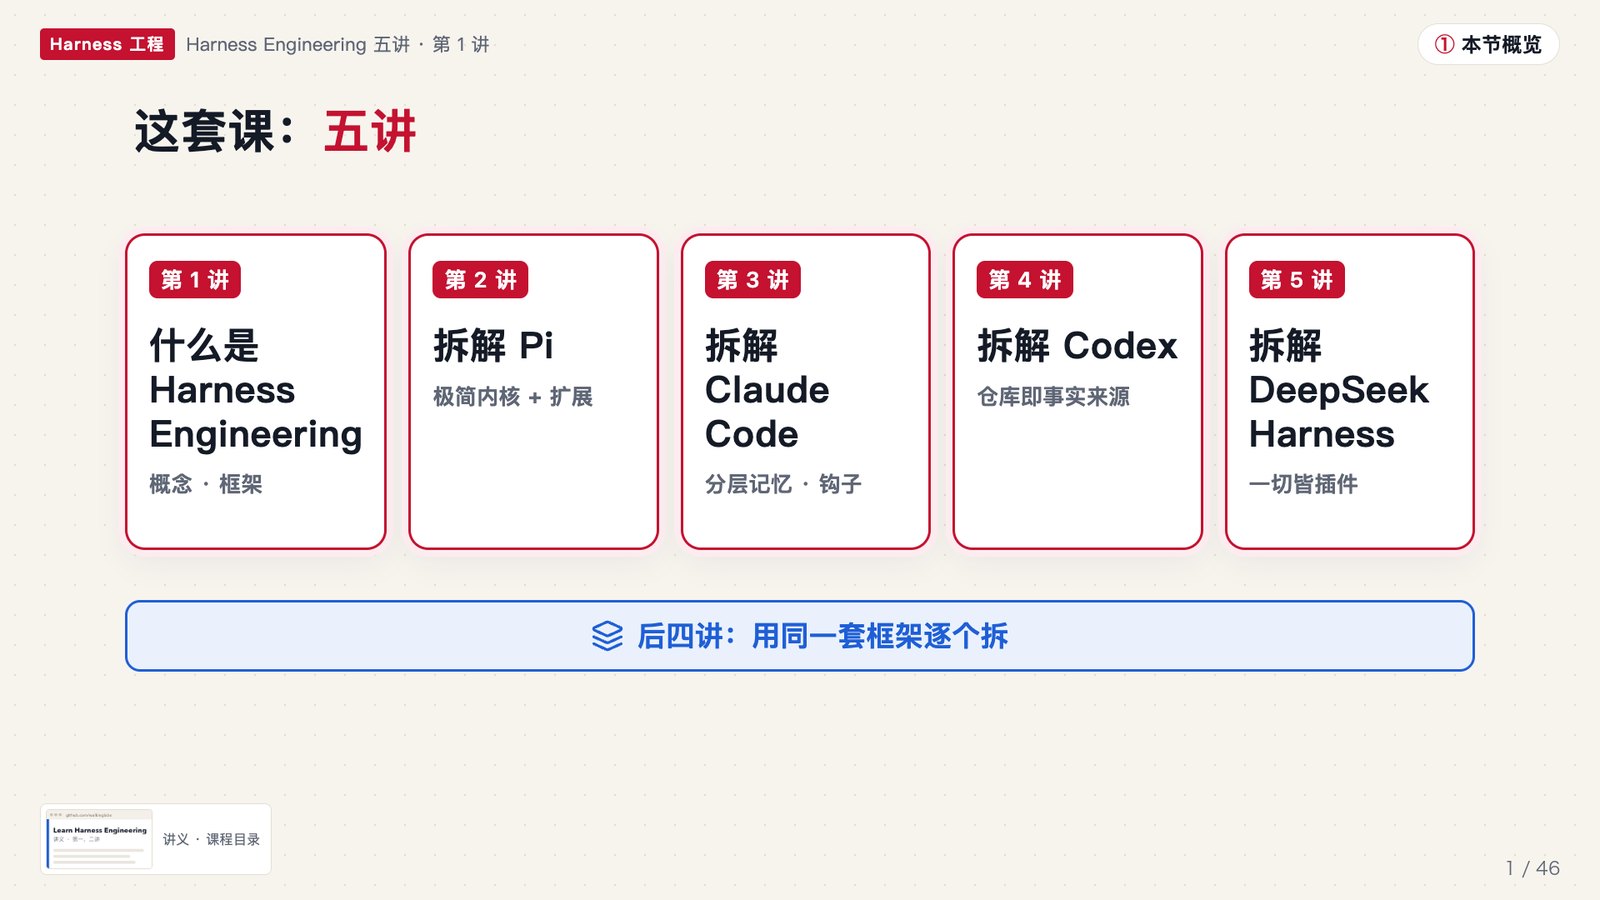 Harness 工程
Harness Engineering 五讲 · 第 1 讲
① 本节概览
这套课：五讲
第 1 讲
什么是
Harness
Engineering
概念 · 框架
第 2 讲
拆解 Pi
极简内核 + 扩展
第 3 讲
拆解
Claude
Code
分层记忆 · 钩子
第 4 讲
拆解 Codex
仓库即事实来源
第 5 讲
拆解
DeepSeek
Harness
一切皆插件
后四讲：用同一套框架逐个拆
Learn Harness Engineering
讲义 · 课程目录
1 / 46